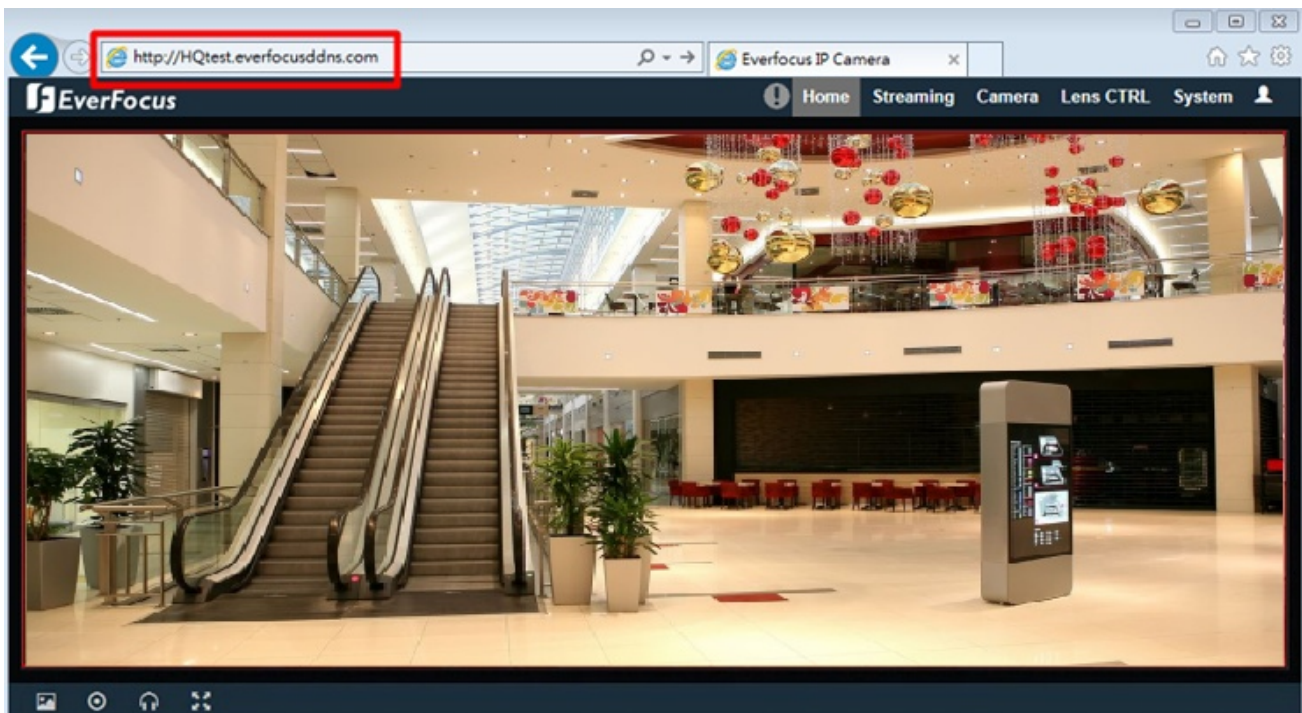 http://HQtest.everfocusddns.com
Everfocus IP Camera
EverFocus
Home Streaming Camera Lens CTRL System